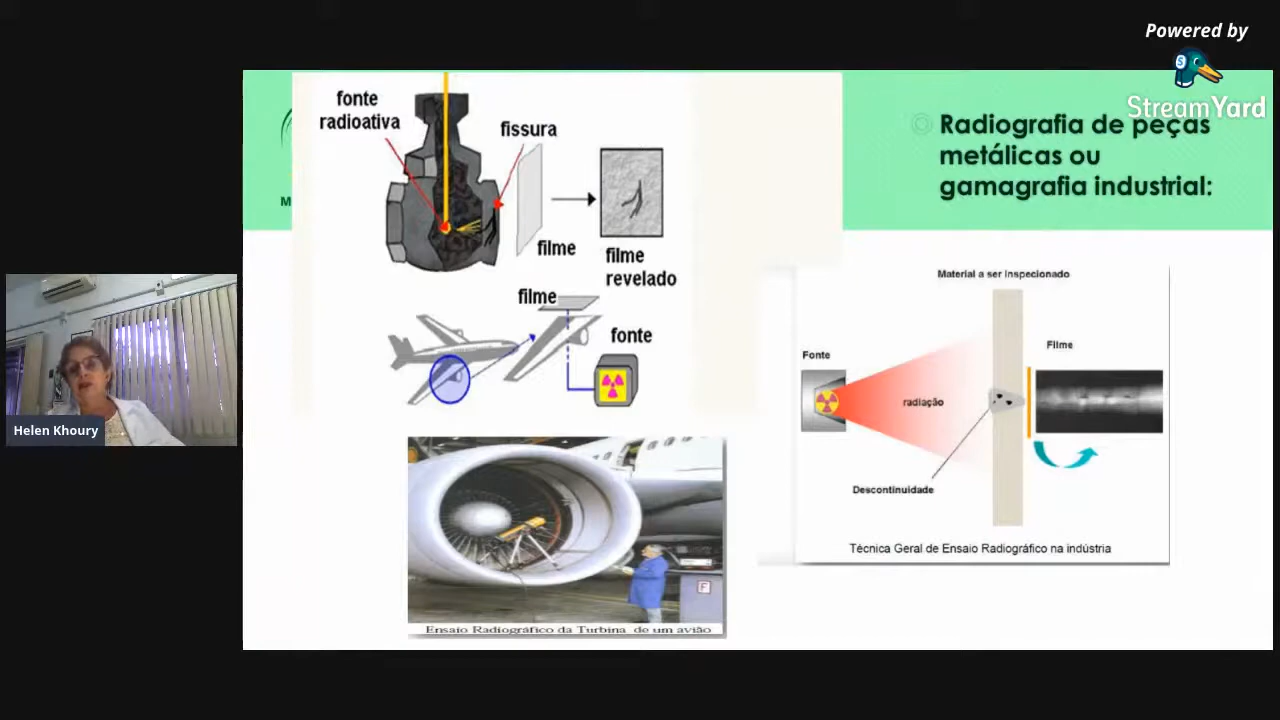 Powered by
StreamYard
Radiografia de peças
metálicas ou
gamagrafia industrial:
M
fonte
radioativa
fissura
filme
filme
revelado
filme
fonte
Material a ser Inspecionado
Fonte
Filme
radiação
Descontinuidade
Técnica Geral de Ensaio Radiográfico na indústria
F
Ensaio Radiográfico da Turbina de um avião
Helen Khoury